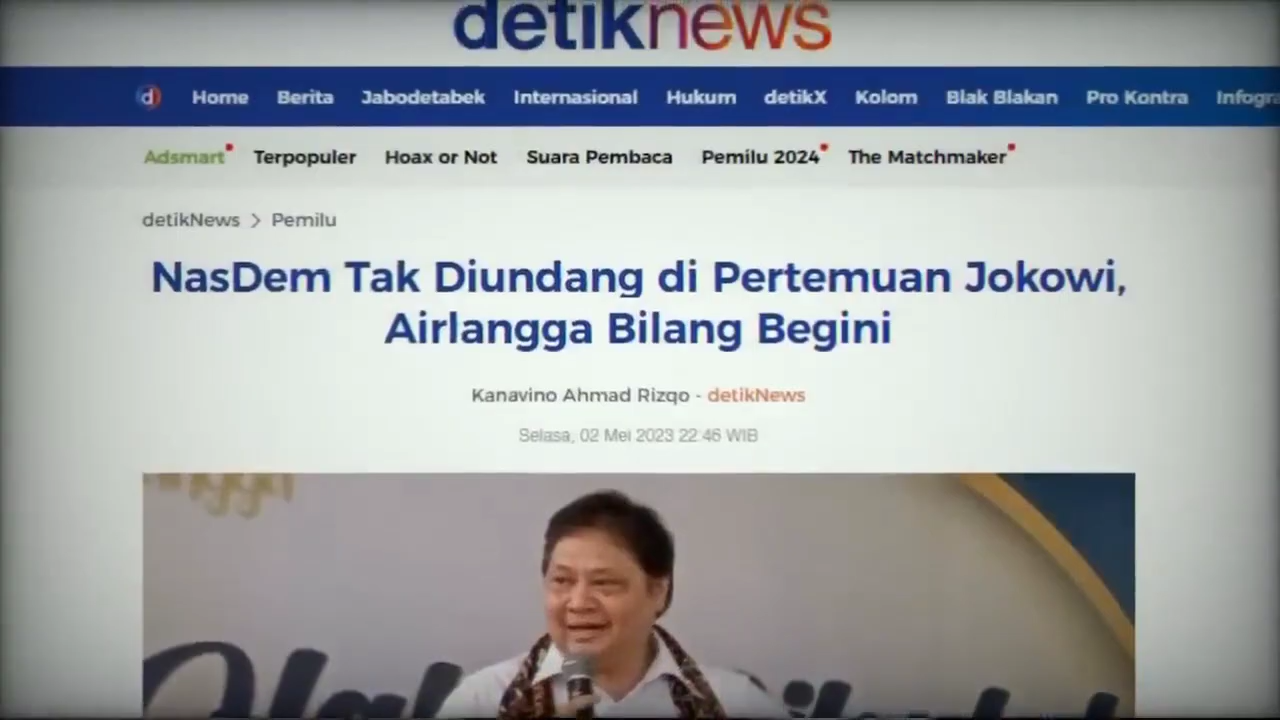 detiknews
Home Berita Jabodetabek Internasional Hukum detikX Kolom Blak Blakan Pro Kontra
Adsmart Terpopuler Hoax or Not Suara Pembaca Pemilu 2024 The Matchmaker
detikNews > Pemilu
NasDem Tak Diundang di Pertemuan Jokowi,
Airlangga Bilang Begini
Kanavino Ahmad Rizqo - detikNews
Selasa, 02 Mei 2023 22:46 WIB